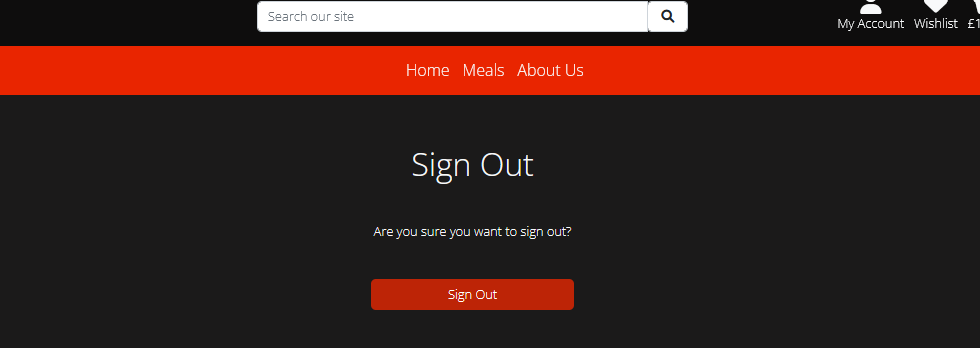 Search our site
My Account Wishlist £1
Home Meals About Us
Sign Out
Are you sure you want to sign out?
Sign Out